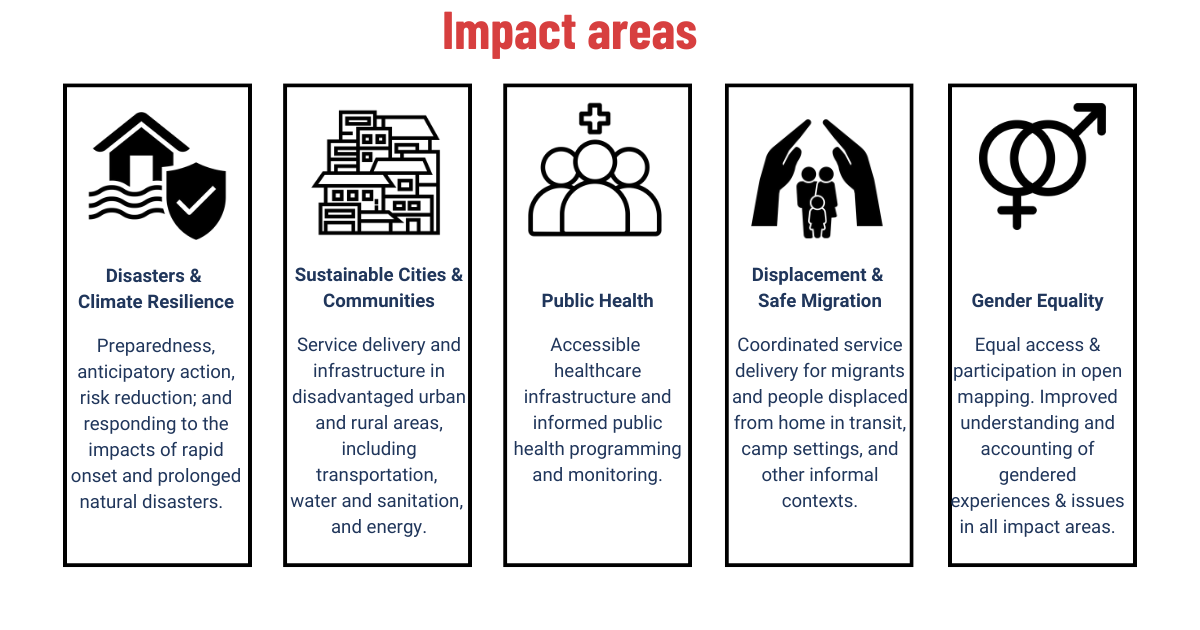 Impact areas
Disasters &
Climate Resilience
Preparedness,
anticipatory action,
risk reduction; and
responding to the
impacts of rapid
onset and prolonged
natural disasters.
Sustainable Cities &
Communities
Service delivery and
infrastructure in
disadvantaged urban
and rural areas,
including
transportation,
water and sanitation,
and energy.
Public Health
Accessible
healthcare
infrastructure and
informed public
health programming
and monitoring.
Displacement &
Safe Migration
Coordinated service
delivery for migrants
and people displaced
from home in transit,
camp settings, and
other informal
contexts.
Gender Equality
Equal access &
participation in open
mapping. Improved
understanding and
accounting of
gendered
experiences & issues
in all impact areas.